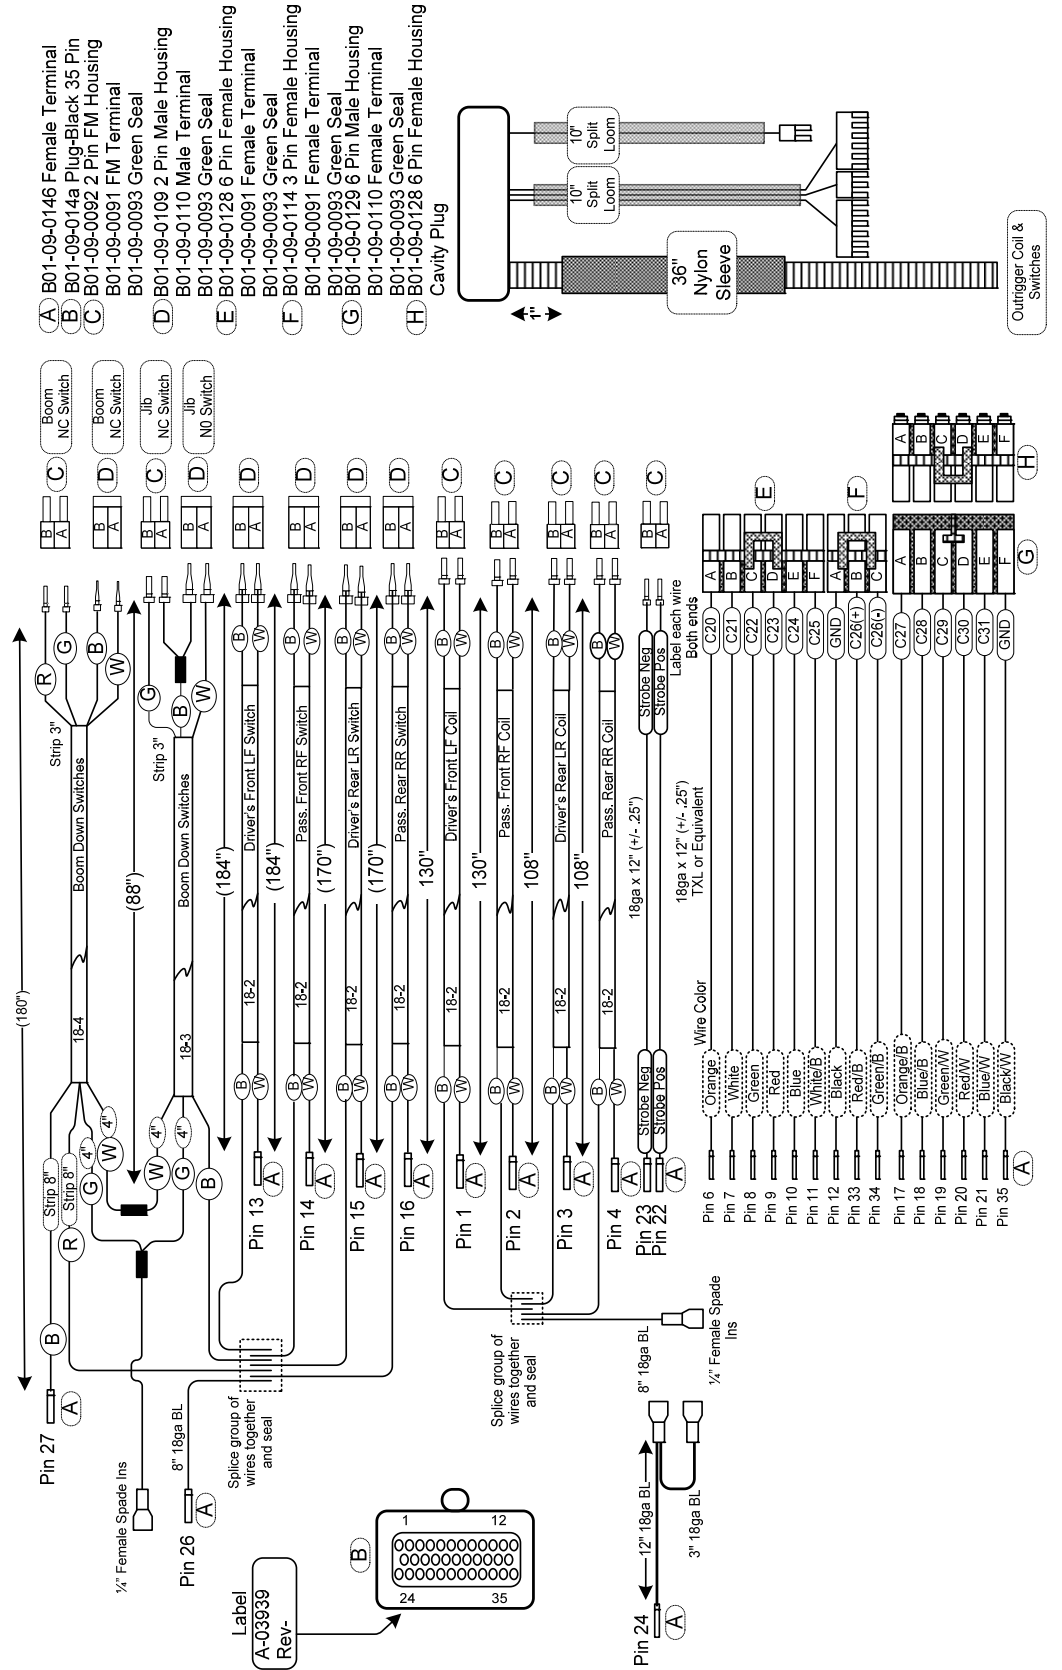 A B01-09-0146 Female Terminal
B B01-09-014a Plug-Black 35 Pin
C B01-09-0092 2 Pin FM Housing
B01-09-0091 FM Terminal
B01-09-0093 Green Seal
D B01-09-0109 2 Pin Male Housing
B01-09-0110 Male Terminal
B01-09-0093 Green Seal
E B01-09-0128 6 Pin Female Housing
B01-09-0091 Female Terminal
B01-09-0093 Green Seal
F B01-09-0114 3 Pin Female Housing
B01-09-0091 Female Terminal
B01-09-0093 Green Seal
G B01-09-0129 6 Pin Male Housing
B01-09-0110 Female Terminal
B01-09-0093 Green Seal
H B01-09-0128 6 Pin Female Housing
Cavity Plug
10"
Split
Loom
10"
Split
Loom
36"
Nylon
Sleeve
1"
Outrigger Coil &
Switches
Boom
NC Switch
C
B
A
Boom
NC Switch
D
B
A
Jib
NC Switch
C
B
A
Jib
N0 Switch
D
B
A
(180")
Pin 27
A
B
Strip 8"
R
Strip 8"
G
4"
W
4"
18-4
Boom Down Switches
Strip 3"
R
G
B
W
(88")
W
4"
G
4"
B
18-3
Boom Down Switches
Strip 3"
G
B
W
¼" Female Spade Ins
Pin 26
A
8" 18ga BL
Splice group of
wires together
and seal
(184")
Pin 13
A
B
W
18-2
Driver's Front LF Switch
B
W
D
B
A
(184")
Pin 14
A
B
W
18-2
Pass. Front RF Switch
B
W
D
B
A
(170")
Pin 15
A
B
W
18-2
Driver's Rear LR Switch
B
W
D
B
A
(170")
Pin 16
A
B
W
18-2
Pass. Rear RR Switch
B
W
D
B
A
130"
Pin 1
A
B
W
18-2
Driver's Front LF Coil
B
W
C
B
A
130"
Pin 2
A
B
W
18-2
Pass. Front RF Coil
B
W
C
B
A
108"
Pin 3
A
B
W
18-2
Driver's Rear LR Coil
B
W
C
B
A
108"
Pin 4
A
B
W
18-2
Pass. Rear RR Coil
B
W
C
B
A
Splice group of
wires together
and seal
8" 18ga BL
¼" Female Spade
Ins
18ga x 12" (+/- .25")
Pin 23
Strobe Neg
Strobe Neg
Pin 22
Strobe Pos
Strobe Pos
A
C
B
A
18ga x 12" (+/- .25")
TXL or Equivalent
Label each wire
Both ends
Wire Color
Pin 6 Orange C20 A
Pin 7 White C21 B
Pin 8 Green C22 C
Pin 9 Red C23 D
Pin 10 Blue C24 E
Pin 11 White/B C25 F
E
Pin 12 Black GND A
Pin 33 Red/B C26(+) B
Pin 34 Green/B C26(-) C
F
Pin 17 Orange/B C27 A A
Pin 18 Blue/B C28 B B
Pin 19 Green/W C29 C C
Pin 20 Red/W C30 D D
Pin 21 Blue/W C31 E E
Pin 35 Black/W GND F F
A
G
H
Label
A-03939
Rev-
B
1
12
24
35
Pin 24
A
12" 18ga BL
3" 18ga BL